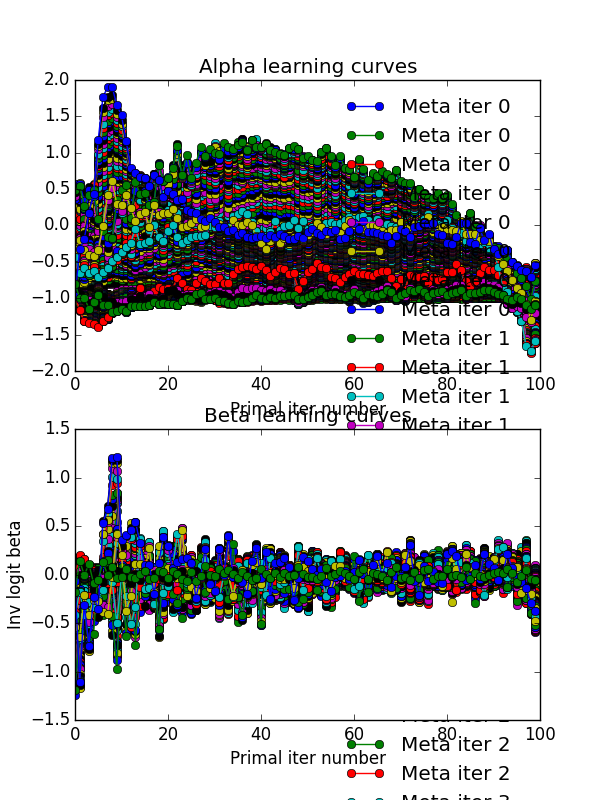 Alpha learning curves
2.0
1.5
1.0
0.5
0.0
−0.5
−1.0
−1.5
−2.0
0 20 40 60 80 100
Primal iter number
Meta iter 0
Meta iter 0
Meta iter 0
Meta iter 0
iter 0
Meta iter 0
Meta iter 1
Meta iter 1
Meta iter 1
Meta iter 1
Beta learning curves
Inv logit beta
1.5
1.0
0.5
0.0
−0.5
−1.0
−1.5
0 20 40 60 80 100
Primal iter number
Meta iter 2
Meta iter 2
Meta iter 2
Meta iter 3